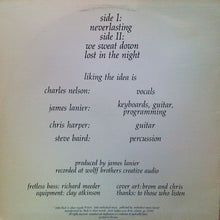 side I:
neverlasting
side II:
we sweat down
lost in the night
liking the idea is
charles nelson: vocals
james lanier: keyboards, guitar,
programming
chris harper: guitar
steve baird: percussion
produced by james lanier
recorded at wolff brothers creative audio
fretless bass: richard meeder cover art: brom and chris
equipment: clay atkinson thanks: to those who listen